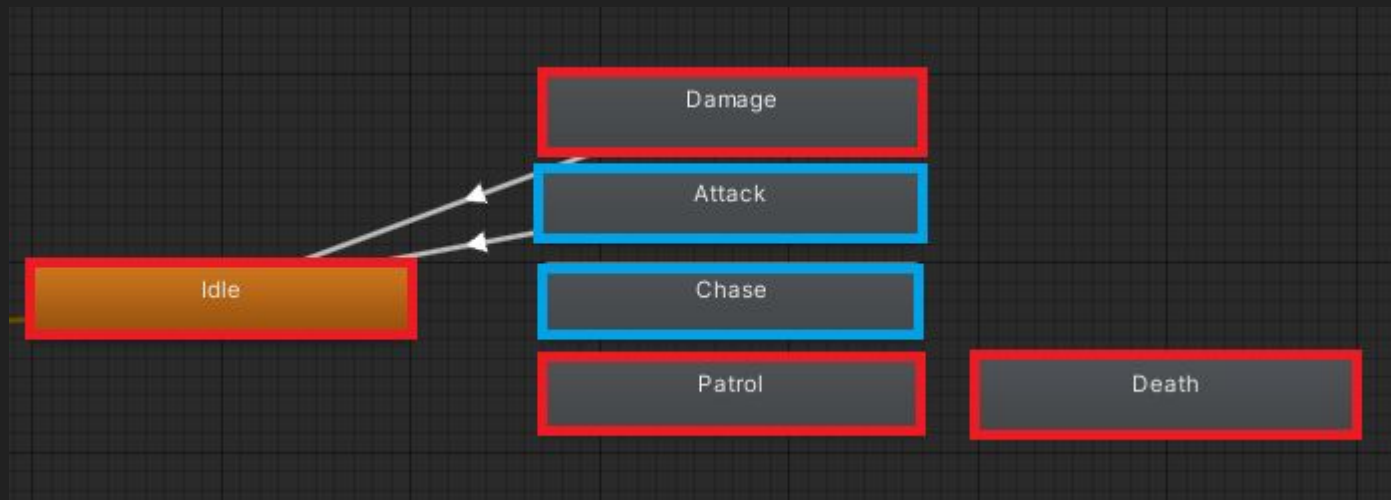 Damage
Attack
Idle
Chase
Patrol
Death